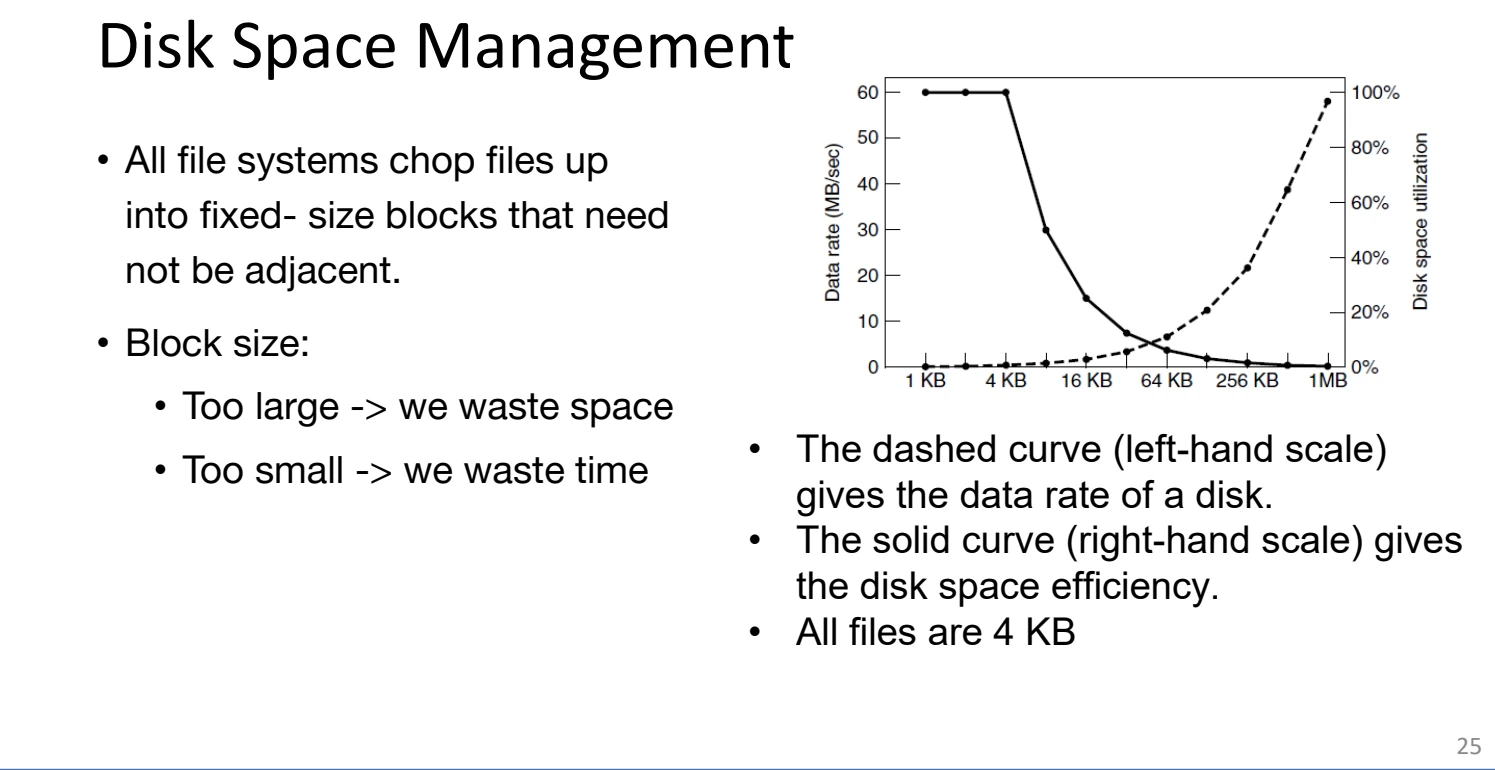 Disk Space Management
• All file systems chop files up
into fixed- size blocks that need
not be adjacent.
• Block size:
• Too large -> we waste space
• Too small -> we waste time
60
50
40
30
20
10
0
Data rate (MB/sec)
100%
80%
60%
40%
20%
0%
Disk space utilization
1 KB 4 KB 16 KB 64 KB 256 KB 1MB
• The dashed curve (left-hand scale)
gives the data rate of a disk.
• The solid curve (right-hand scale) gives
the disk space efficiency.
• All files are 4 KB
25